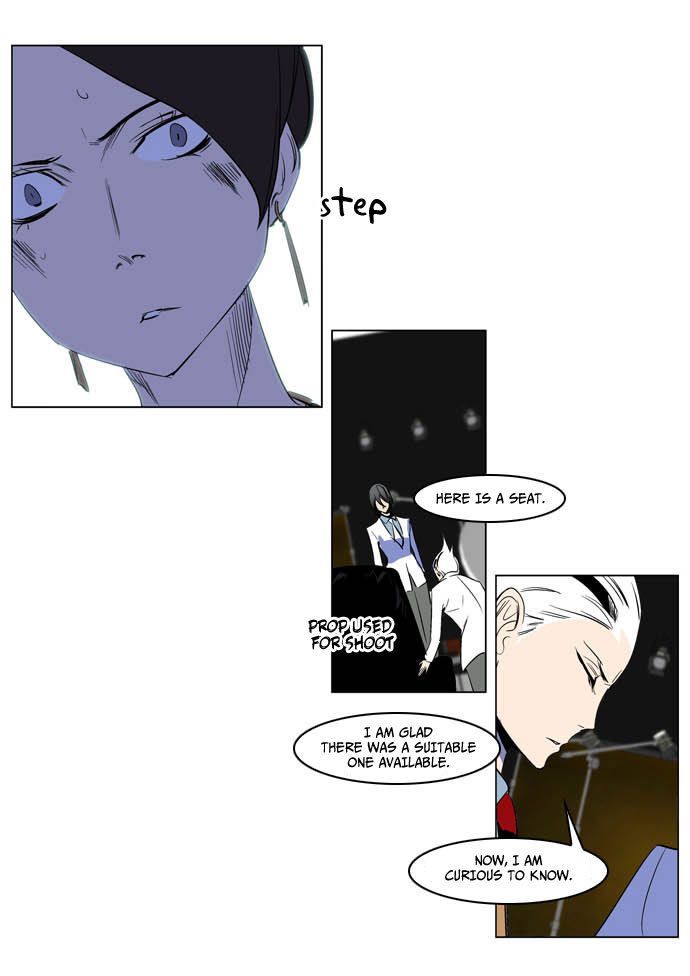 step
HERE IS A SEAT.
PROP USED
FOR SHOOT
I AM GLAD
THERE WAS A SUITABLE
ONE AVAILABLE.
NOW, I AM
CURIOUS TO KNOW.